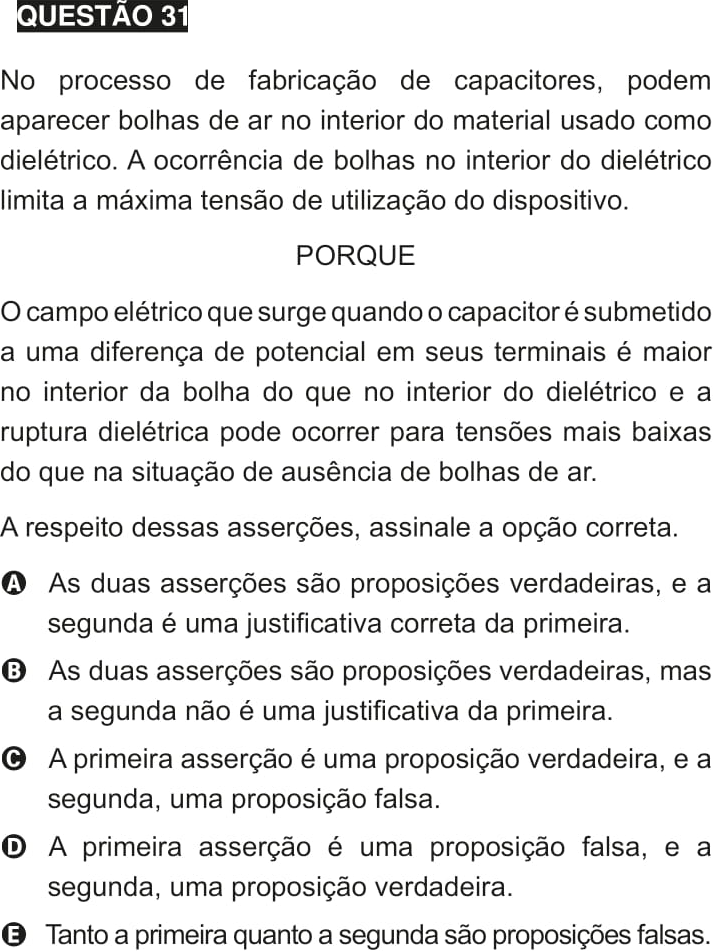 QUESTÃO 31
No processo de fabricação de capacitores, podem
aparecer bolhas de ar no interior do material usado como
dielétrico. A ocorrência de bolhas no interior do dielétrico
limita a máxima tensão de utilização do dispositivo.
PORQUE
O campo elétrico que surge quando o capacitor é submetido
a uma diferença de potencial em seus terminais é maior
no interior da bolha do que no interior do dielétrico e a
ruptura dielétrica pode ocorrer para tensões mais baixas
do que na situação de ausência de bolhas de ar.
A respeito dessas asserções, assinale a opção correta.
A As duas asserções são proposições verdadeiras, e a
segunda é uma justificativa correta da primeira.
B As duas asserções são proposições verdadeiras, mas
a segunda não é uma justificativa da primeira.
C A primeira asserção é uma proposição verdadeira, e a
segunda, uma proposição falsa.
D A primeira asserção é uma proposição falsa, e a
segunda, uma proposição verdadeira.
E Tanto a primeira quanto a segunda são proposições falsas.